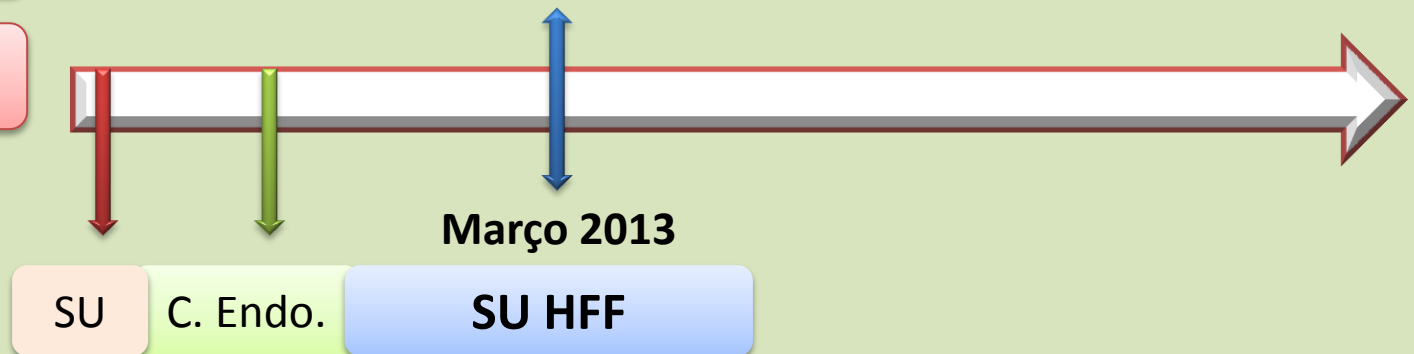 Março 2013
SU
C. Endo.
SU HFF